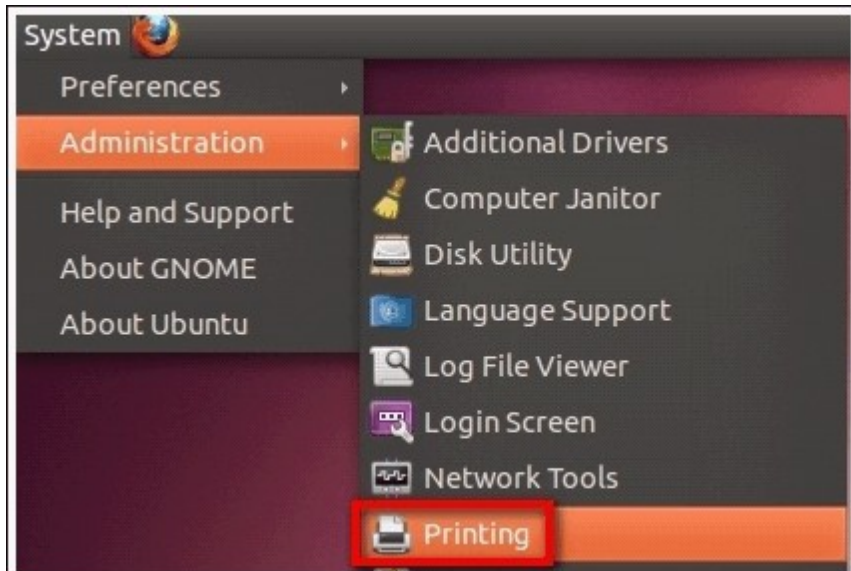 System
Preferences
Administration
Help and Support
About GNOME
About Ubuntu
Additional Drivers
Computer Janitor
Disk Utility
Language Support
Log File Viewer
Login Screen
Network Tools
Printing